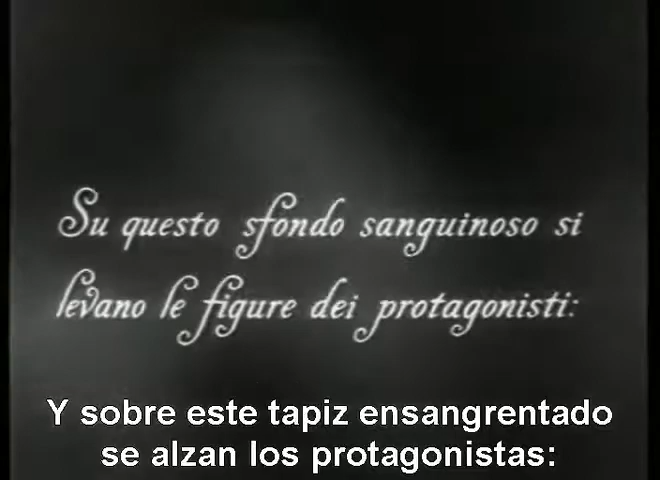 Su questo sfondo sanguinoso si
levano le figure dei protagonisti:
Y sobre este tapiz ensangrentado
se alzan los protagonistas: